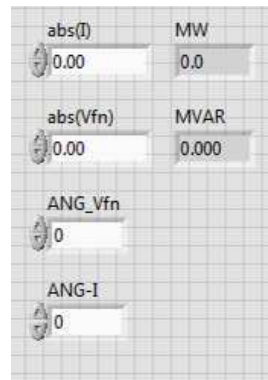 abs(I) MW
0.00 0.0
abs(Vfn) MVAR
0.00 0.000
ANG_Vfn
0
ANG-I
0